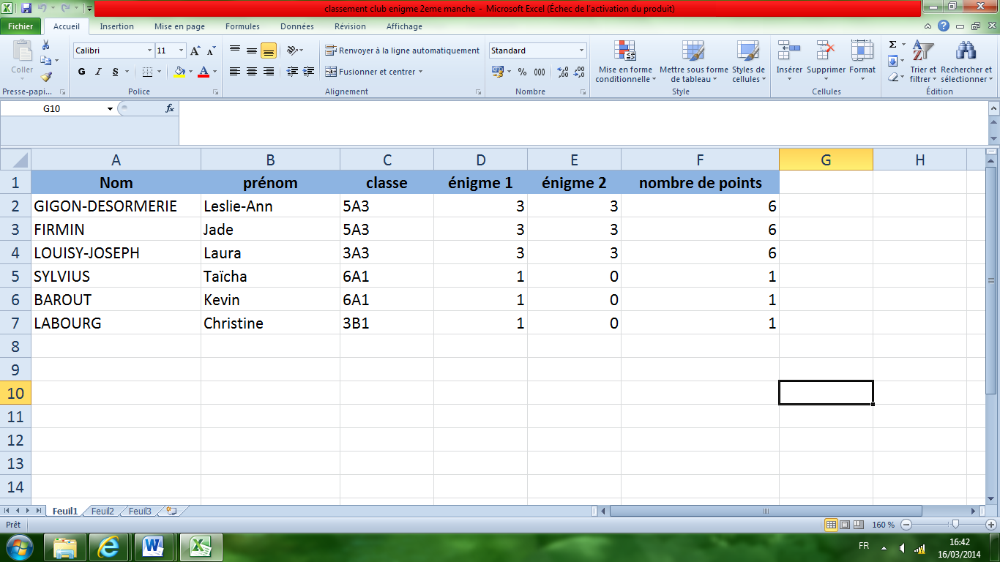 classement club enigme 2eme manche - Microsoft Excel (Échec de l'activation du produit)
Fichier Accueil Insertion Mise en page Formules Données Révision Affichage
Coller
Presse-papi...
Calibri 11
G I S A
Police
Renvoyer à la ligne automatiquement
Fusionner et centrer
Alignement
Standard
% 000
Nombre
Mise en forme conditionnelle
Mettre sous forme de tableau
Styles de cellules
Style
Insérer Supprimer Format
Cellules
Σ
Trier et filtrer
Rechercher et sélectionner
Édition
G10 fx
A B C D E F G H
1 Nom prénom classe énigme 1 énigme 2 nombre de points
2 GIGON-DESORMERIE Leslie-Ann 5A3 3 3 6
3 FIRMIN Jade 5A3 3 3 6
4 LOUISY-JOSEPH Laura 3A3 3 3 6
5 SYLVIUS Taïcha 6A1 1 0 1
6 BAROUT Kevin 6A1 1 0 1
7 LABOURG Christine 3B1 1 0 1
8
9
10
11
12
13
14
Feuil1 Feuil2 Feuil3
Prêt 160 %
FR 16:42
16/03/2014